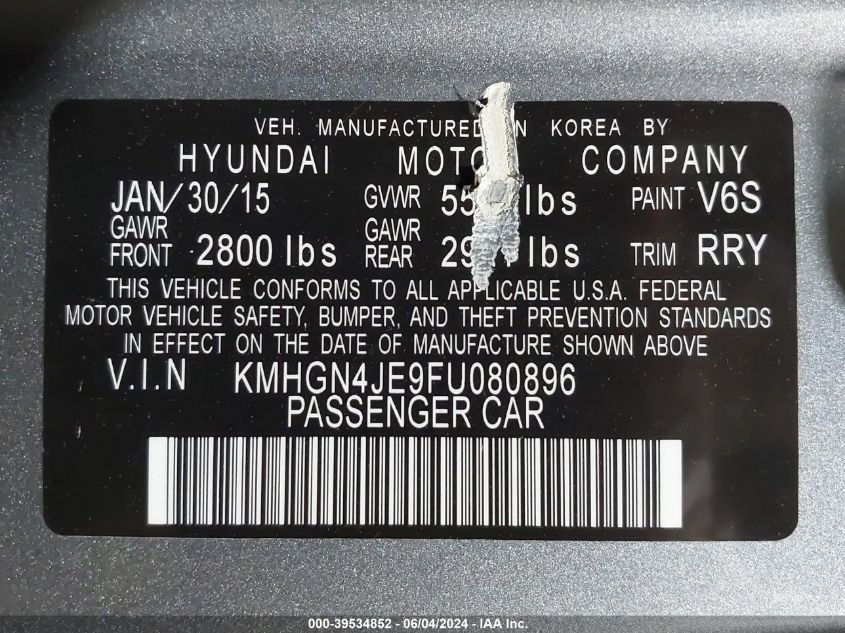 VEH. MANUFACTURED IN KOREA BY
HYUNDAI MOTOR COMPANY
JAN/30/15 GVWR lbs PAINT V6S
GAWR FRONT 2800 lbs GAWR REAR lbs TRIM RRY
THIS VEHICLE CONFORMS TO ALL APPLICABLE U.S.A. FEDERAL
MOTOR VEHICLE SAFETY, BUMPER, AND THEFT PREVENTION STANDARDS
IN EFFECT ON THE DATE OF MANUFACTURE SHOWN ABOVE
V.I.N KMHGN4JE9FU080896
PASSENGER CAR
000-39534852 - 06/04/2024 - IAA Inc.